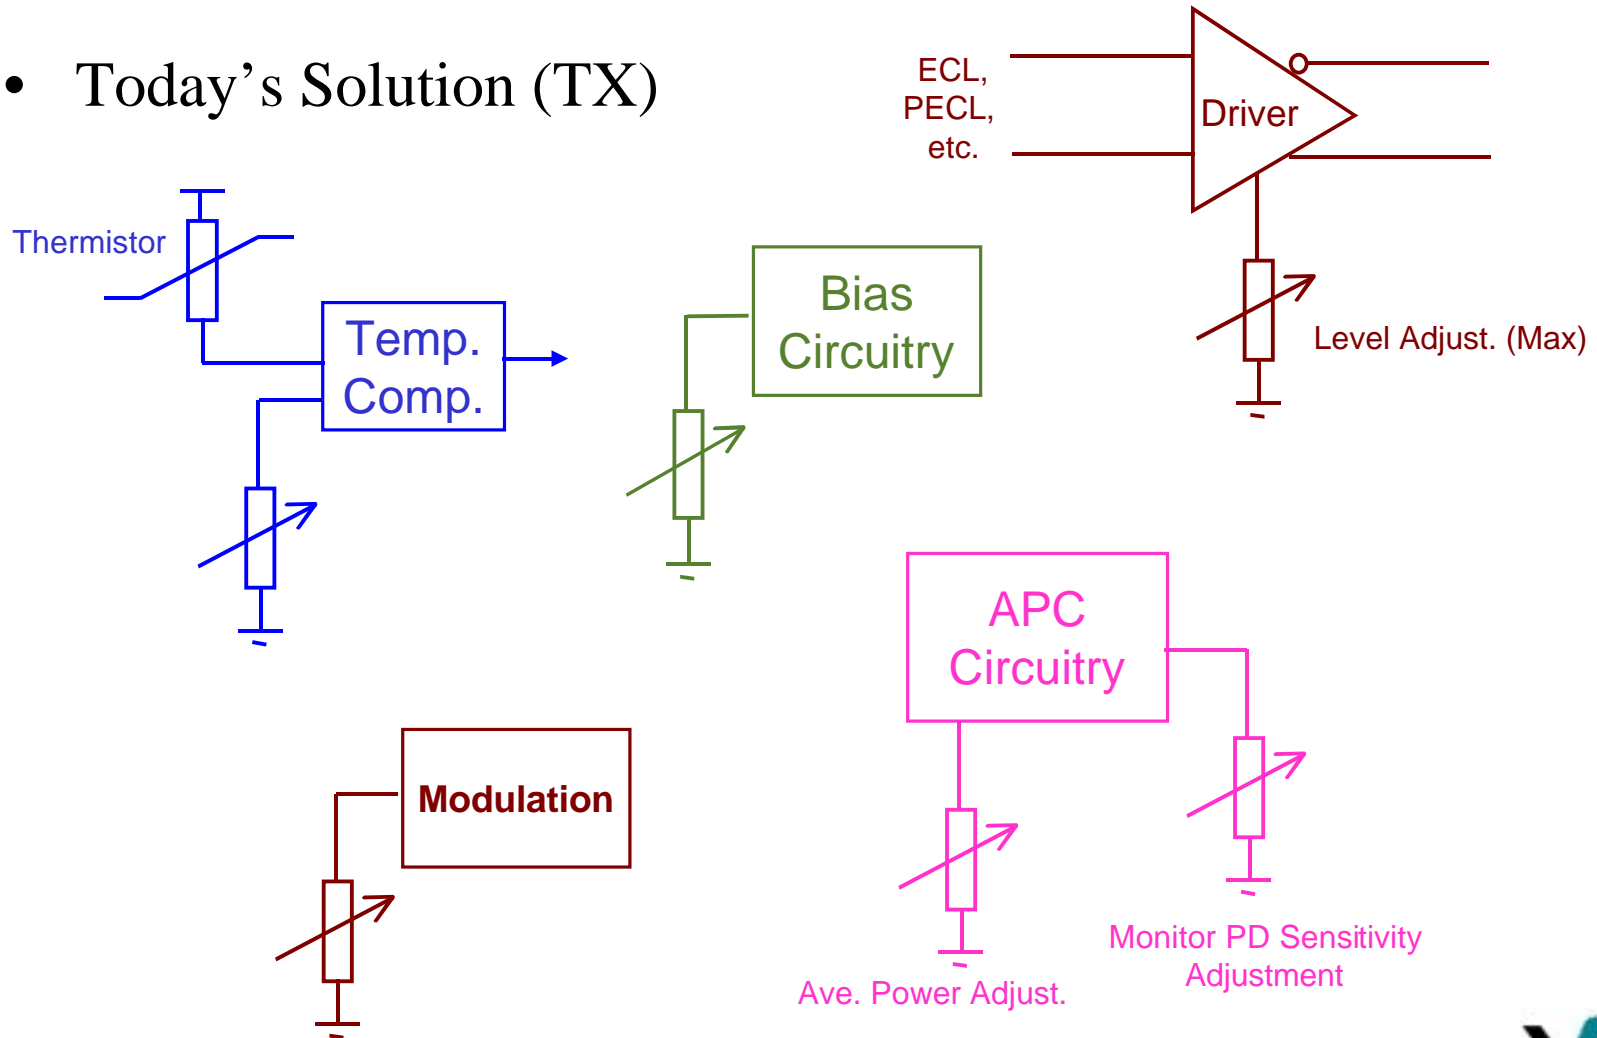 • Today's Solution (TX)
ECL,
PECL,
etc.
Driver
Thermistor
Temp.
Comp.
Bias
Circuitry
Level Adjust. (Max)
APC
Circuitry
Modulation
Monitor PD Sensitivity
Adjustment
Ave. Power Adjust.